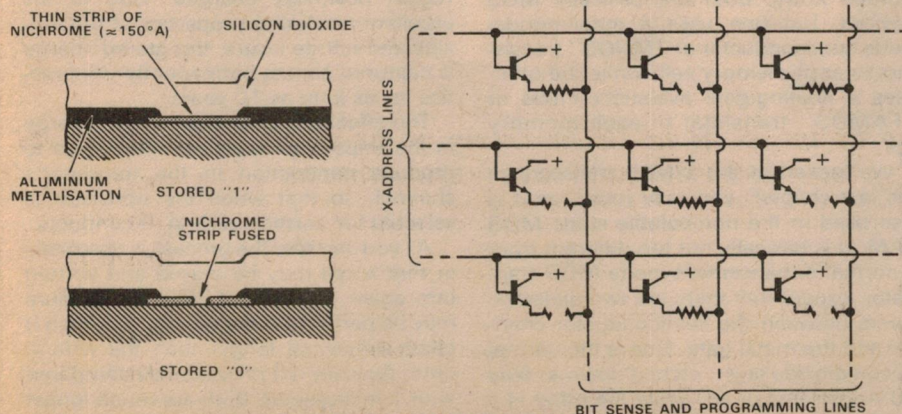 THIN STRIP OF
NICHROME (≈150°A)
SILICON DIOXIDE
ALUMINIUM
METALISATION
STORED "1"
NICHROME
STRIP FUSED
STORED "0"
X-ADDRESS LINES
+ + +
+ + +
+ + +
BIT SENSE AND PROGRAMMING LINES